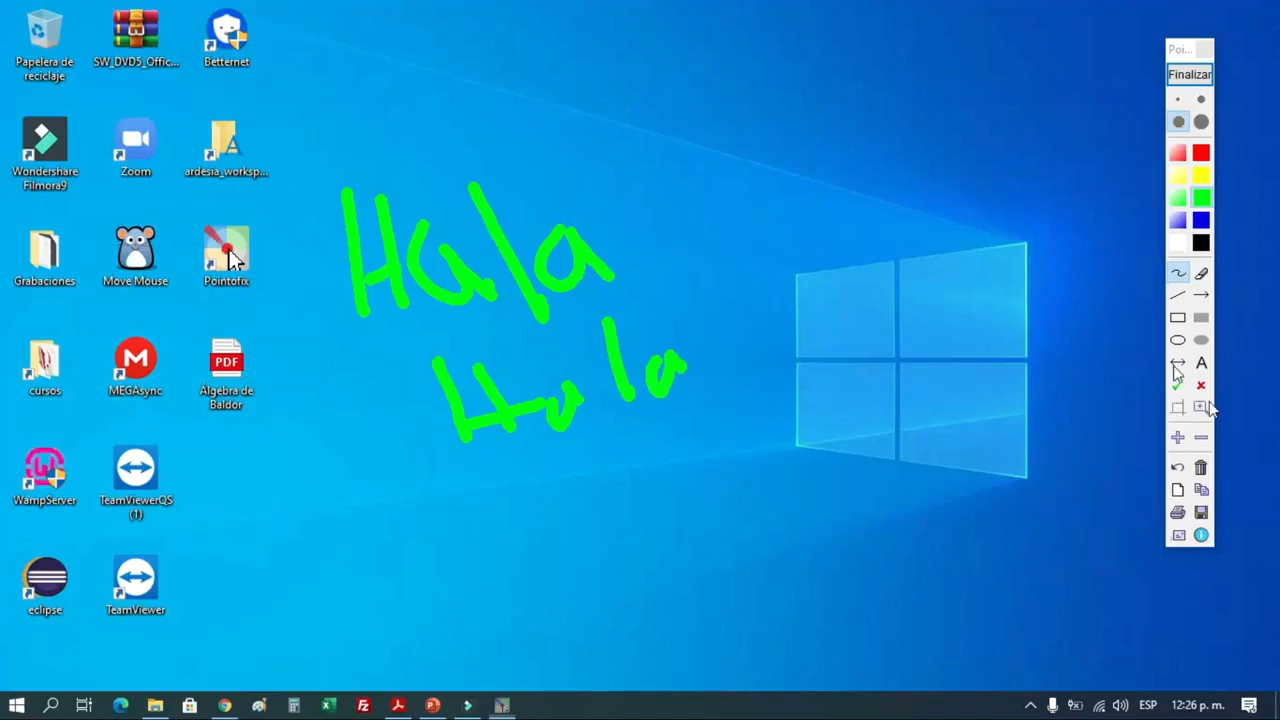 Papelera de
reciclaje
SW_DVD5_Offic...
Betternet
Wondershare
Filmora9
Zoom
ardesia_worksp...
Grabaciones
Move Mouse
Pointofix
cursos
MEGAsync
PDF
Álgebra de
Baldor
WampServer
TeamViewerQS
(1)
eclipse
TeamViewer
Hola
Hola
Poi...
Finalizar
A
ESP
12:26 p. m.